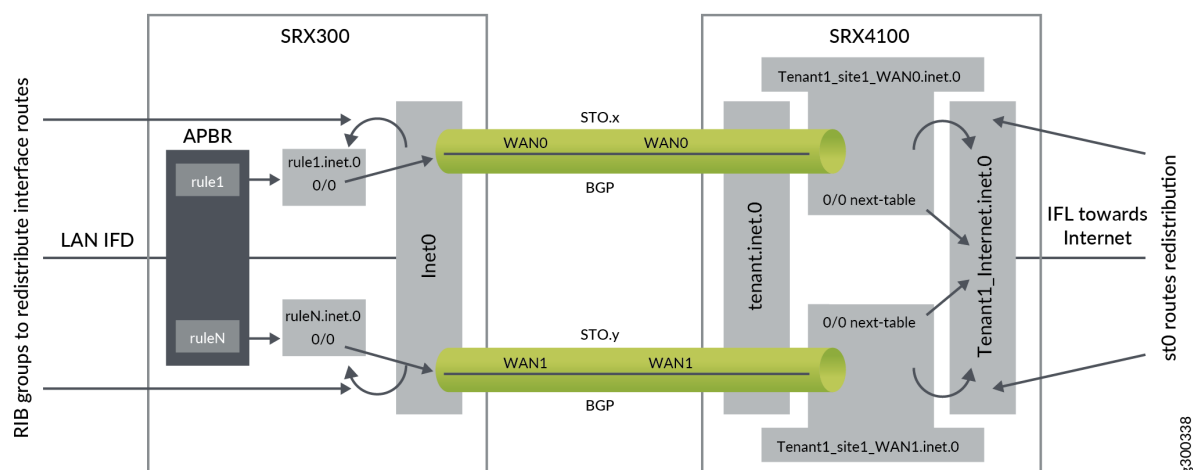 SRX300
SRX4100
RIB groups to redistribute interface routes
LAN IFD
APBR
rule1
ruleN
rule1.inet.0
0/0
ruleN.inet.0
0/0
Inet0
STO.x
WAN0
WAN0
BGP
STO.y
WAN1
WAN1
BGP
tenant.inet.0
Tenant1_site1_WAN0.inet.0
0/0 next-table
0/0 next-table
Tenant1_site1_WAN1.inet.0
Tenant1_Internet.inet.0
IFL towards
Internet
st0 routes redistribution
g300338